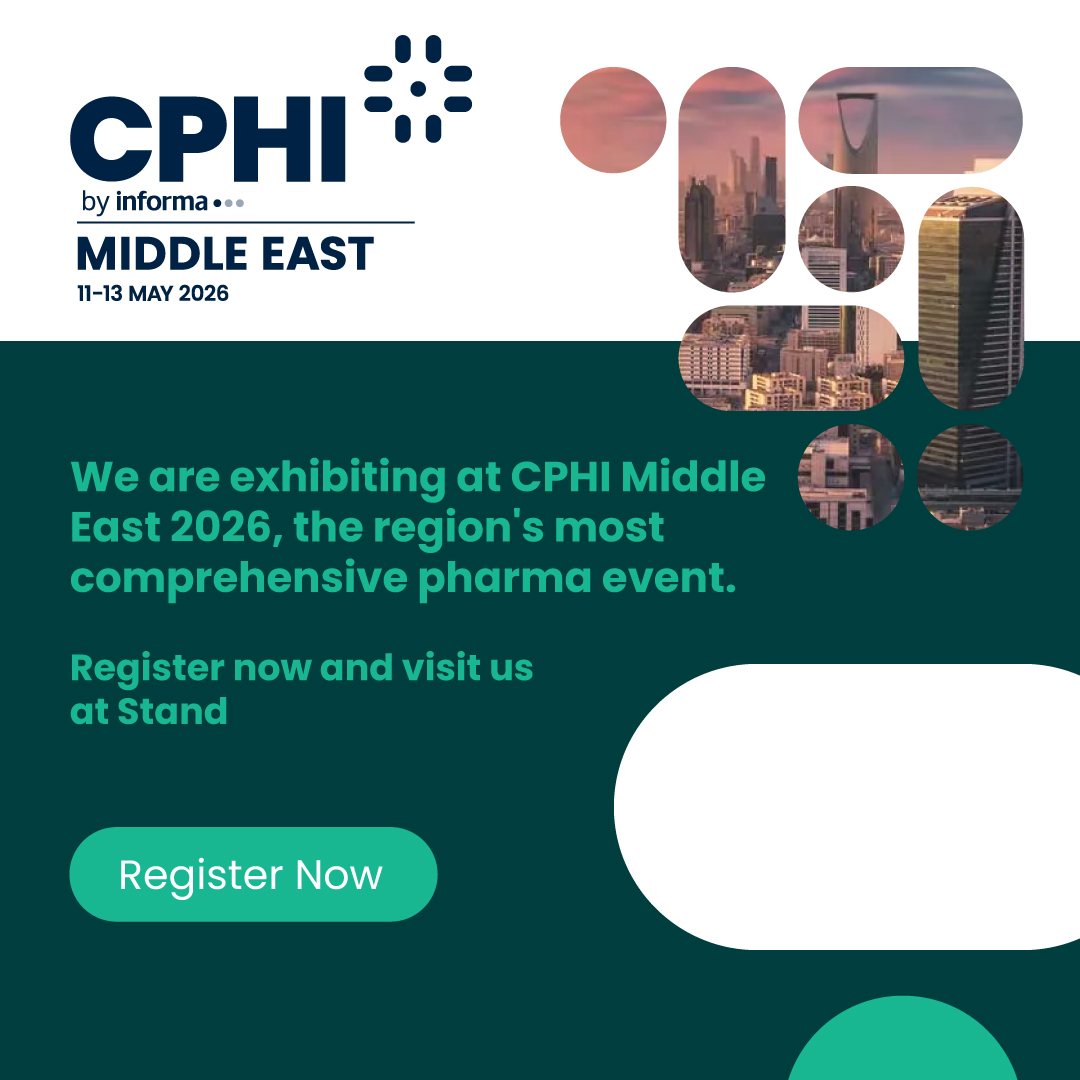 CPHI
by informa
MIDDLE EAST
11-13 MAY 2026
We are exhibiting at CPHI Middle
East 2026, the region's most
comprehensive pharma event.
Register now and visit us
at Stand
Register Now